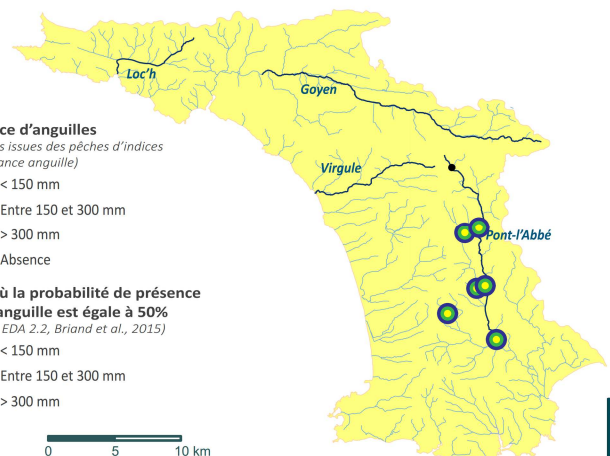 Loc'h
Goyen
ce d'anguilles
s issues des pêches d'indices
ance anguille)
Virgule
< 150 mm
Entre 150 et 300 mm
> 300 mm
Pont-l'Abbé
Absence
ù la probabilité de présence
anguille est égale à 50%
EDA 2.2, Briand et al., 2015)
< 150 mm
Entre 150 et 300 mm
> 300 mm
0 5 10 km